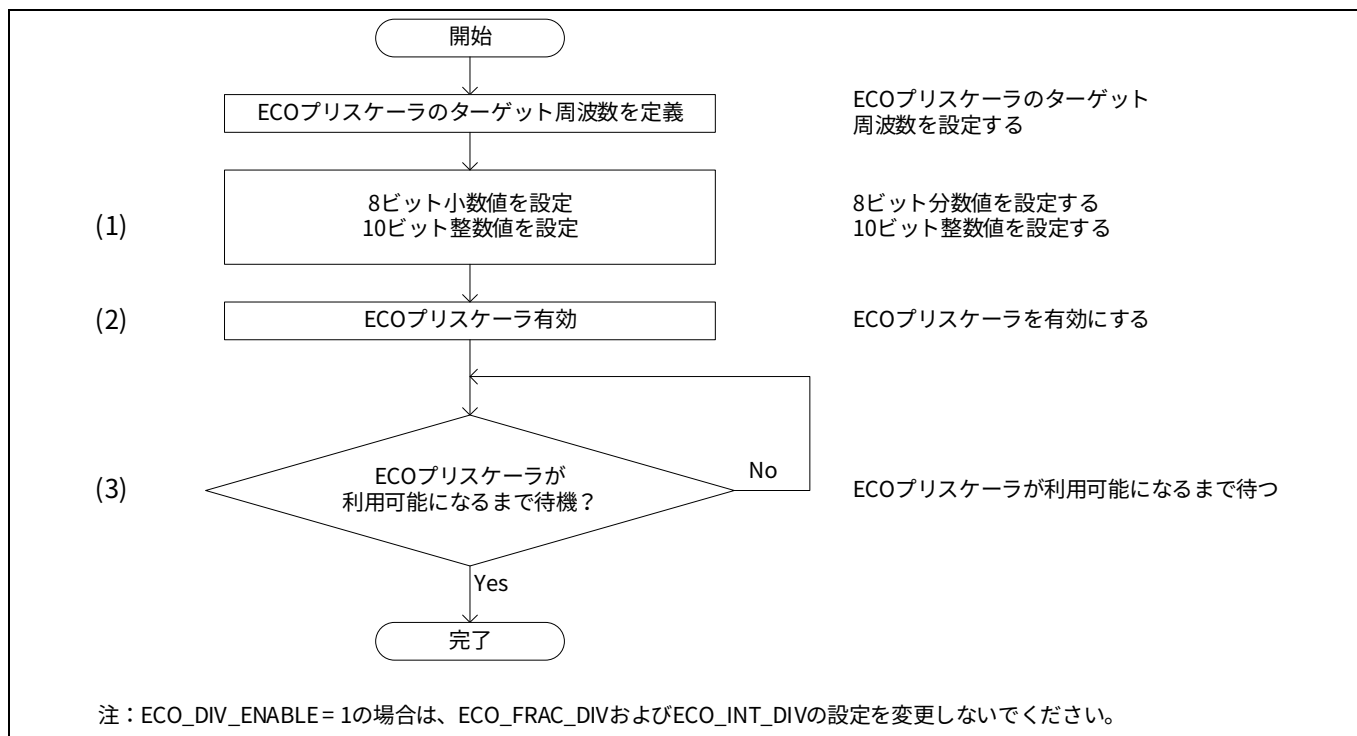 開始
ECOプリスケーラのターゲット周波数を定義
ECOプリスケーラのターゲット
周波数を設定する
(1)
8ビット小数値を設定
10ビット整数値を設定
8ビット分数値を設定する
10ビット整数値を設定する
(2)
ECOプリスケーラ有効
ECOプリスケーラを有効にする
(3)
ECOプリスケーラが
利用可能になるまで待機？
No
ECOプリスケーラが利用可能になるまで待つ
Yes
完了
注：ECO_DIV_ENABLE = 1の場合は、ECO_FRAC_DIVおよびECO_INT_DIVの設定を変更しないでください。